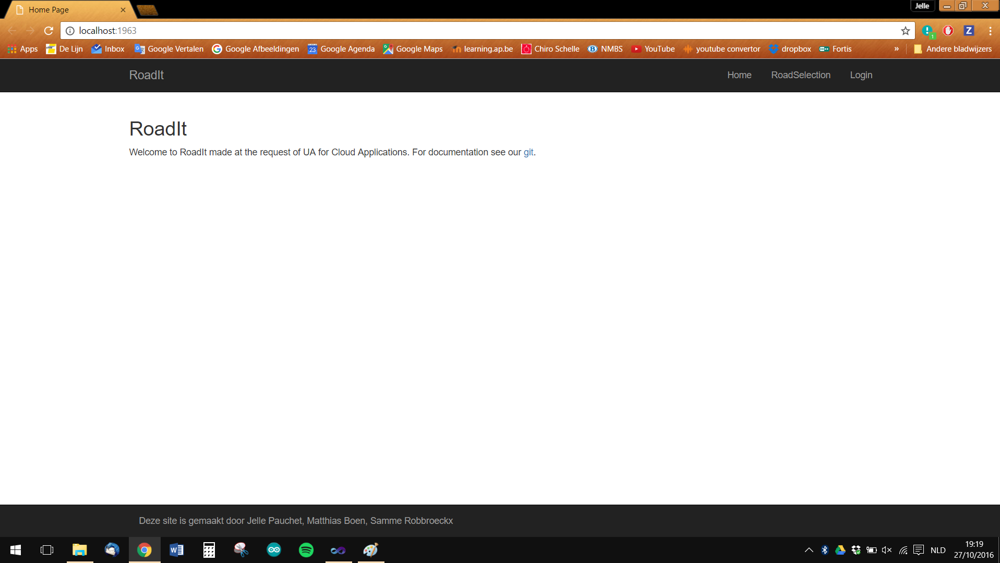 Home Page
Jelle
localhost:1963
1
Apps De Lijn Inbox Google Vertalen Google Afbeeldingen 23 Google Agenda Google Maps learning.ap.be Chiro Schelle B NMBS YouTube youtube convertor dropbox Fortis » Andere bladwijzers
Z
RoadIt Home RoadSelection Login
RoadIt
Welcome to RoadIt made at the request of UA for Cloud Applications. For documentation see our git.
Deze site is gemaakt door Jelle Pauchet, Matthias Boen, Samme Robbroeckx
NLD
19:19
27/10/2016